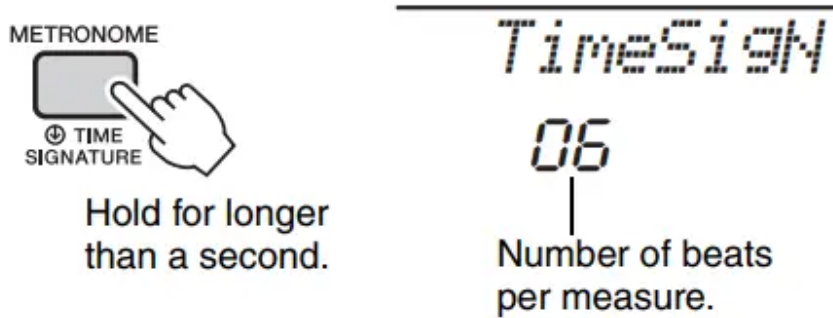 METRONOME
TimeSigN
⏱ TIME
SIGNATURE
06
Hold for longer
than a second.
Number of beats
per measure.